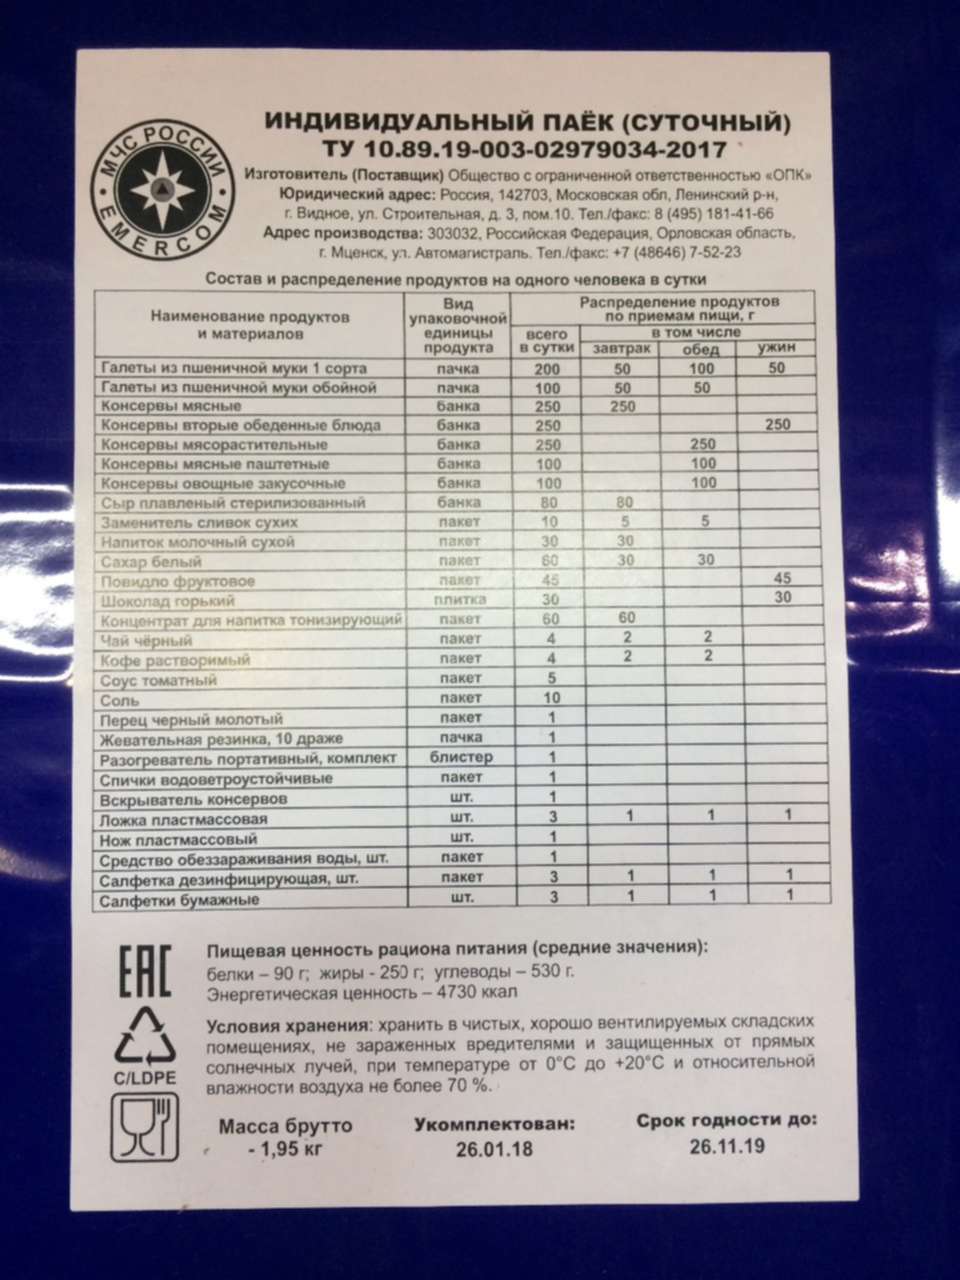 МЧС РОССИИ
EMERCOM
ИНДИВИДУАЛЬНЫЙ ПАЁК (СУТОЧНЫЙ)
ТУ 10.89.19-003-02979034-2017
Изготовитель (Поставщик) Общество с ограниченной ответственностью «ОПК»
Юридический адрес: Россия, 142703, Московская обл, Ленинский р-н,
г. Видное, ул. Строительная, д. 3, пом.10. Тел./факс: 8 (495) 181-41-66
Адрес производства: 303032, Российская Федерация, Орловская область,
г. Мценск, ул. Автомагистраль. Тел./факс: +7 (48646) 7-52-23
Состав и распределение продуктов на одного человека в сутки
Наименование продуктов и материалов
Вид упаковочной единицы продукта
Распределение продуктов по приемам пищи, г
всего в сутки
в том числе
завтрак обед ужин
Галеты из пшеничной муки 1 сорта пачка 200 50 100 50
Галеты из пшеничной муки обойной пачка 100 50 50
Консервы мясные банка 250 250
Консервы вторые обеденные блюда банка 250 250
Консервы мясорастительные банка 250 250
Консервы мясные паштетные банка 100 100
Консервы овощные закусочные банка 100 100
Сыр плавленый стерилизованный банка 80 80
Заменитель сливок сухих пакет 10 5 5
Напиток молочный сухой пакет 30 30
Сахар белый пакет 60 30 30
Повидло фруктовое пакет 45 45
Шоколад горький плитка 30 30
Концентрат для напитка тонизирующий пакет 60 60
Чай чёрный пакет 4 2 2
Кофе растворимый пакет 4 2 2
Соус томатный пакет 5
Соль пакет 10
Перец черный молотый пакет 1
Жевательная резинка, 10 драже пачка 1
Разогреватель портативный, комплект блистер 1
Спички водоветроустойчивые пакет 1
Вскрыватель консервов шт. 1
Ложка пластмассовая шт. 3 1 1 1
Нож пластмассовый шт. 1
Средство обеззараживания воды, шт. пакет 1
Салфетка дезинфицирующая, шт. пакет 3 1 1 1
Салфетки бумажные шт. 3 1 1 1
EAC
Пищевая ценность рациона питания (средние значения):
белки – 90 г; жиры - 250 г; углеводы – 530 г.
Энергетическая ценность – 4730 ккал
C/LDPE
Условия хранения: хранить в чистых, хорошо вентилируемых складских
помещениях, не зараженных вредителями и защищенных от прямых
солнечных лучей, при температуре от 0°С до +20°С и относительной
влажности воздуха не более 70 %.
Масса брутто
- 1,95 кг
Укомплектован:
26.01.18
Срок годности до:
26.11.19